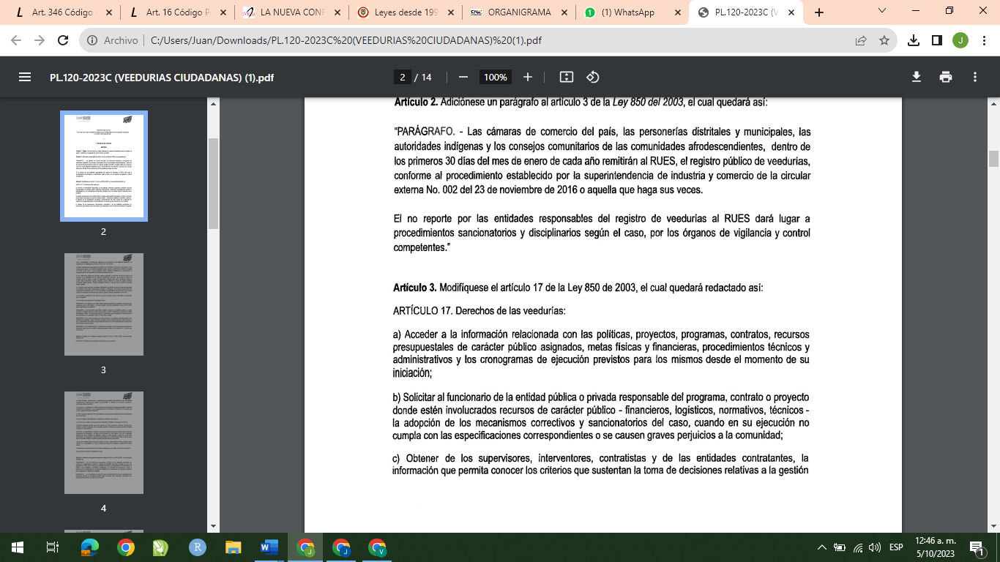 Art. 346 Código
Art. 16 Código P
LA NUEVA CONF
Leyes desde 199
ORGANIGRAMA
(1) WhatsApp
PL.120-2023C (V
Archivo
C:/Users/Juan/Downloads/PL.120-2023C%20(VEEDURIAS%20CIUDADANAS)%20(1).pdf
J
PL.120-2023C (VEEDURIAS CIUDADANAS) (1).pdf
2 / 14
100%
2
3
4
Artículo 2. Adiciónese un parágrafo al artículo 3 de la Ley 850 del 2003, el cual quedará así:
“PARÁGRAFO. - Las cámaras de comercio del país, las personerías distritales y municipales, las
autoridades indígenas y los consejos comunitarios de las comunidades afrodescendientes, dentro de
los primeros 30 días del mes de enero de cada año, reportarán al RUES, el registro público de veedurías,
conforme al procedimiento establecido por la superintendencia de industria y comercio de la circular
externa No. 002 del 23 de noviembre de 2016 o aquella que haga sus veces.
El no reporte por las entidades responsables del registro de veedurías al RUES dará lugar a
procedimientos sancionatorios y disciplinarios según el caso, por los órganos de vigilancia y control
competentes.”
Artículo 3. Modifíquese el artículo 17 de la Ley 850 de 2003, el cual quedará redactado así:
ARTÍCULO 17. Derechos de las veedurías:
a) Acceder a la información relacionada con las políticas, proyectos, programas, contratos, recursos
presupuestales de carácter público asignados, metas físicas y financieras, procedimientos técnicos y
administrativos y los cronogramas de ejecución previstos para los mismos desde el momento de su
iniciación;
b) Solicitar al funcionario de la entidad pública o privada responsable del programa, contrato o proyecto
donde estén involucrados recursos de carácter público - financieros, logísticos, normativos, técnicos -
la adopción de los mecanismos correctivos y sancionatorios del caso, cuando en su ejecución no
cumpla con las especificaciones correspondientes o se causen graves perjuicios a la comunidad;
c) Obtener de los supervisores, interventores, contratistas y de las entidades contratantes, la
información que permita conocer los criterios que sustentan la toma de decisiones relativas a la gestión
ESP
12:46 a. m.
5/10/2023
1